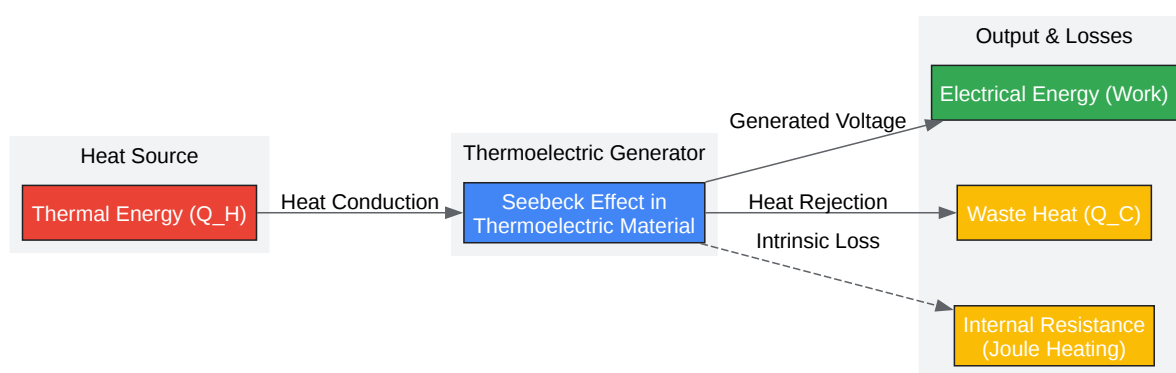 Heat Source
Thermal Energy (Q_H)
Heat Conduction
Thermoelectric Generator
Seebeck Effect in
Thermoelectric Material
Generated Voltage
Heat Rejection
Intrinsic Loss
Output & Losses
Electrical Energy (Work)
Waste Heat (Q_C)
Internal Resistance
(Joule Heating)